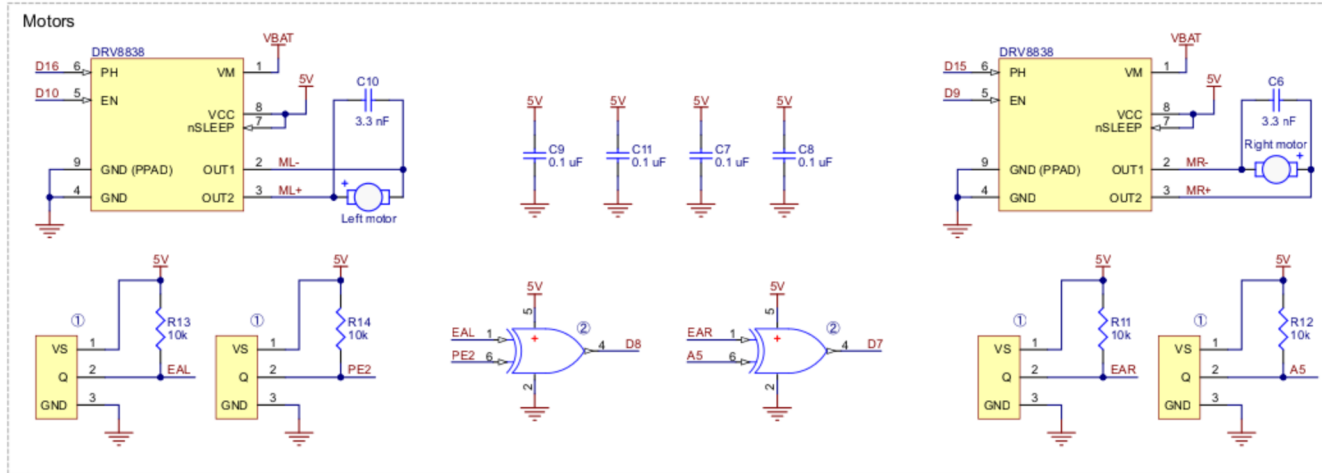 Motors
DRV8838
VBAT
D16 6 PH VM 1
5V
D10 5 EN
C10
3.3 nF
VCC 8
nSLEEP 7
9 GND (PPAD) OUT1 2 ML-
4 GND OUT2 3 ML+
+
Left motor
5V 5V 5V 5V
C9 C11 C7 C8
0.1 uF 0.1 uF 0.1 uF 0.1 uF
DRV8838
VBAT
D15 6 PH VM 1
5V
D9 5 EN
C6
3.3 nF
VCC 8
nSLEEP 7
Right motor
+
9 GND (PPAD) OUT1 2 MR-
4 GND OUT2 3 MR+
5V
①
R13
10k
VS 1
Q 2 EAL
GND 3
5V
①
R14
10k
VS 1
Q 2 PE2
GND 3
5V
5
②
EAL 1
+
PE2 6
4 D8
2
5V
5
②
EAR 1
+
A5 6
4 D7
2
5V
①
R11
10k
VS 1
Q 2 EAR
GND 3
5V
①
R12
10k
VS 1
Q 2 A5
GND 3